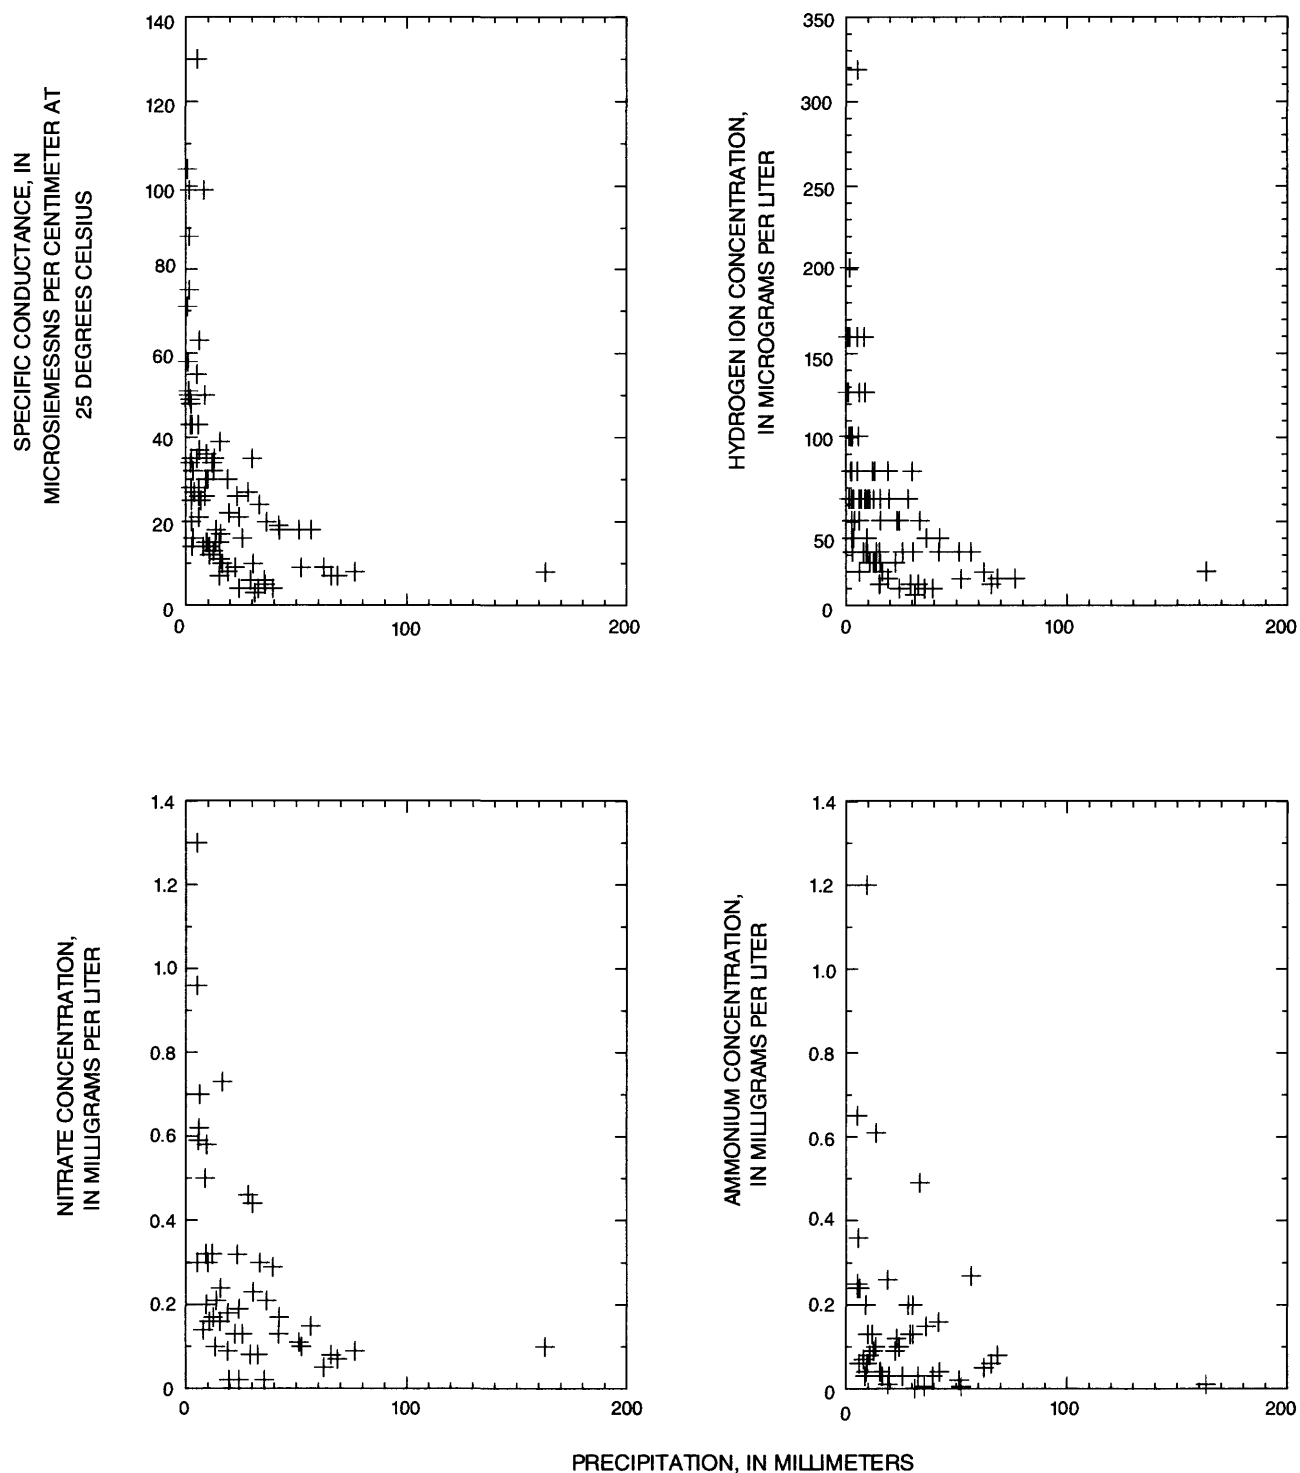 SPECIFIC CONDUCTANCE, IN
MICROSIEMESSNS PER CENTIMETER AT
25 DEGREES CELSIUS
140
120
100
80
60
40
20
0
0 100 200
HYDROGEN ION CONCENTRATION,
IN MICROGRAMS PER LITER
350
300
250
200
150
100
50
0
0 100 200
NITRATE CONCENTRATION,
IN MILLIGRAMS PER LITER
1.4
1.2
1.0
0.8
0.6
0.4
0.2
0
0 100 200
AMMONIUM CONCENTRATION,
IN MILLIGRAMS PER LITER
1.4
1.2
1.0
0.8
0.6
0.4
0.2
0
0 100 200
PRECIPITATION, IN MILLIMETERS